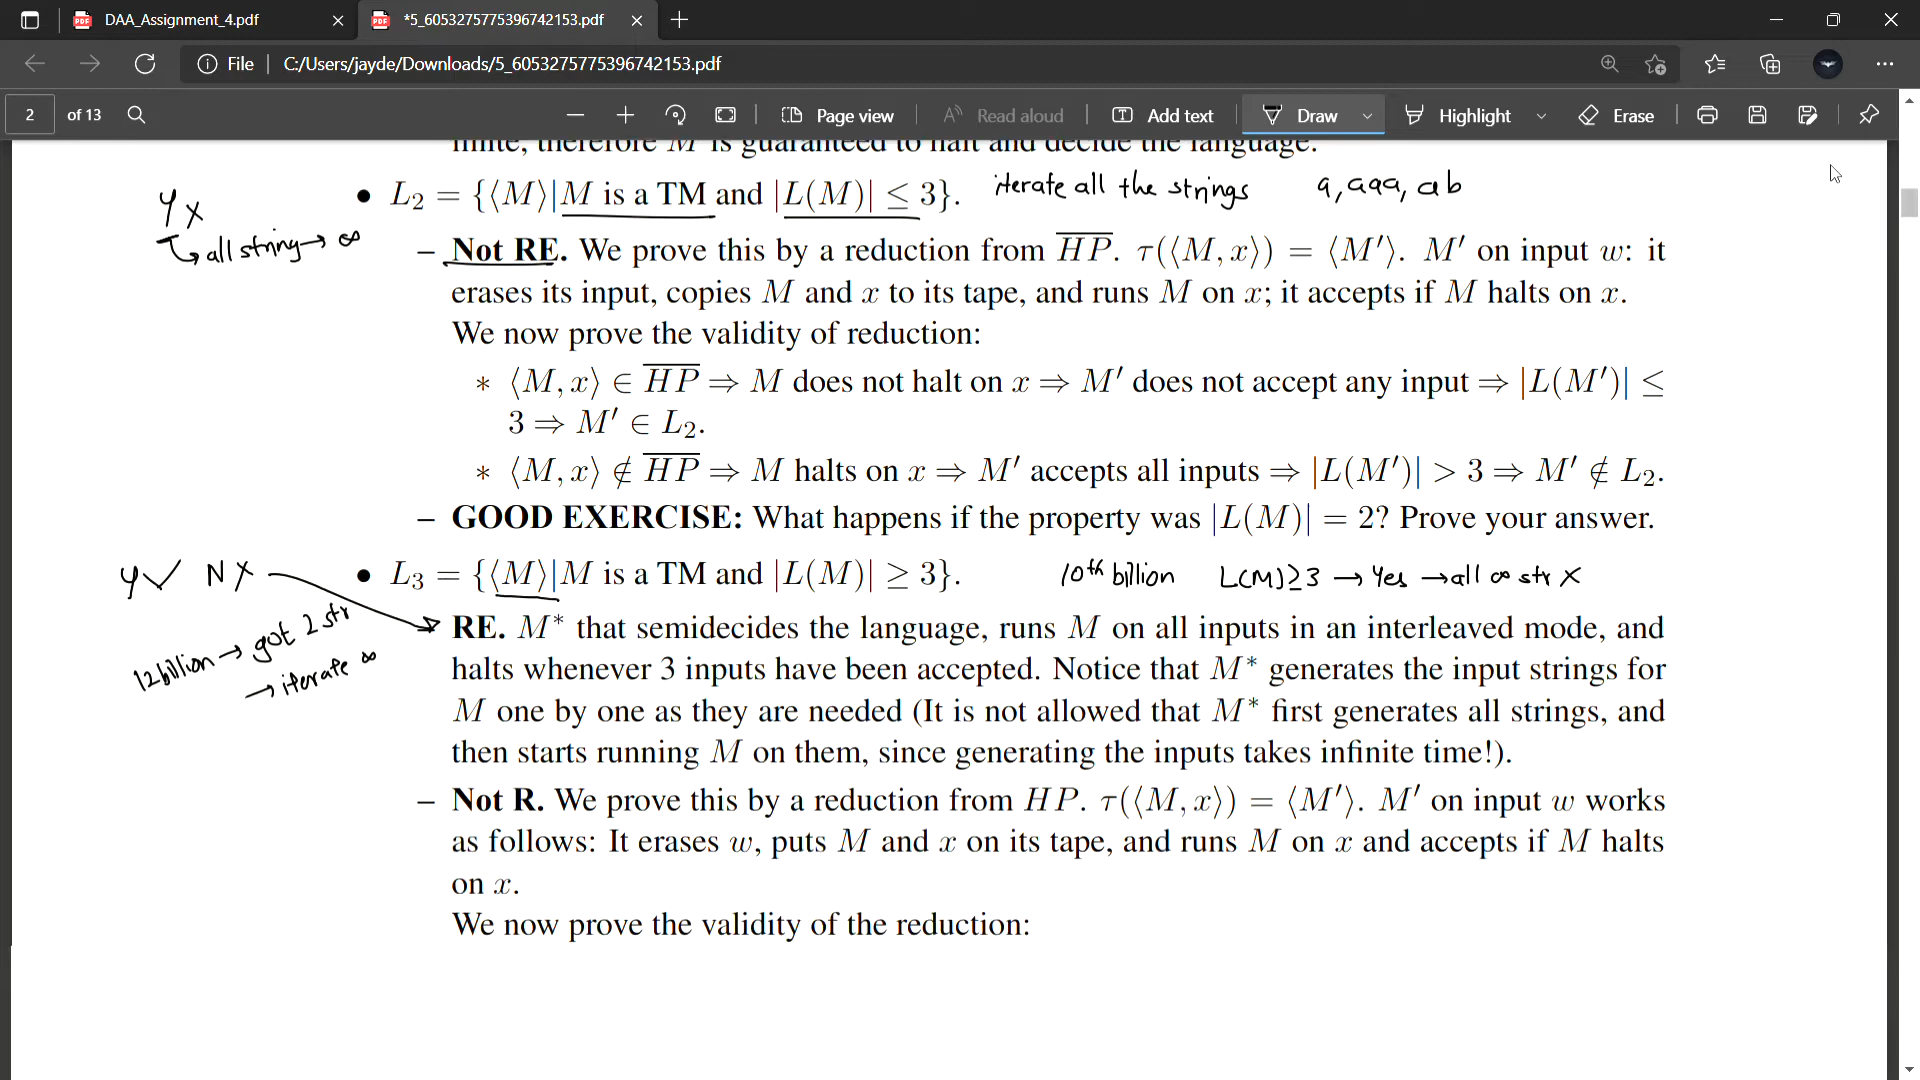 DAA_Assignment_4.pdf
*5_6053275775396742153.pdf
File
C:/Users/jayde/Downloads/5_6053275775396742153.pdf
2 of 13
Page view
Read aloud
Add text
Draw
Highlight
Erase
finite, therefore M is guaranteed to halt and decide the language.
• L₂ = {⟨M⟩|M is a TM and |L(M)| ≤ 3}. iterate all the strings a, aaa, ab
Y X
↳ all string → ∞
– Not RE. We prove this by a reduction from H̅P̅. τ(⟨M, x⟩) = ⟨M′⟩. M′ on input w: it
erases its input, copies M and x to its tape, and runs M on x; it accepts if M halts on x.
We now prove the validity of reduction:
* ⟨M, x⟩ ∈ H̅P̅ ⇒ M does not halt on x ⇒ M′ does not accept any input ⇒ |L(M′)| ≤
3 ⇒ M′ ∈ L₂.
* ⟨M, x⟩ ∉ H̅P̅ ⇒ M halts on x ⇒ M′ accepts all inputs ⇒ |L(M′)| > 3 ⇒ M′ ∉ L₂.
– GOOD EXERCISE: What happens if the property was |L(M)| = 2? Prove your answer.
Y ✓ N X
• L₃ = {⟨M⟩|M is a TM and |L(M)| ≥ 3}. 10th billion L(M)≥3 → Yes → all ∞ str X
12billion → got 2 str
→ iterate ∞
RE. M* that semidecides the language, runs M on all inputs in an interleaved mode, and
halts whenever 3 inputs have been accepted. Notice that M* generates the input strings for
M one by one as they are needed (It is not allowed that M* first generates all strings, and
then starts running M on them, since generating the inputs takes infinite time!).
– Not R. We prove this by a reduction from HP. τ(⟨M, x⟩) = ⟨M′⟩. M′ on input w works
as follows: It erases w, puts M and x on its tape, and runs M on x and accepts if M halts
on x.
We now prove the validity of the reduction: